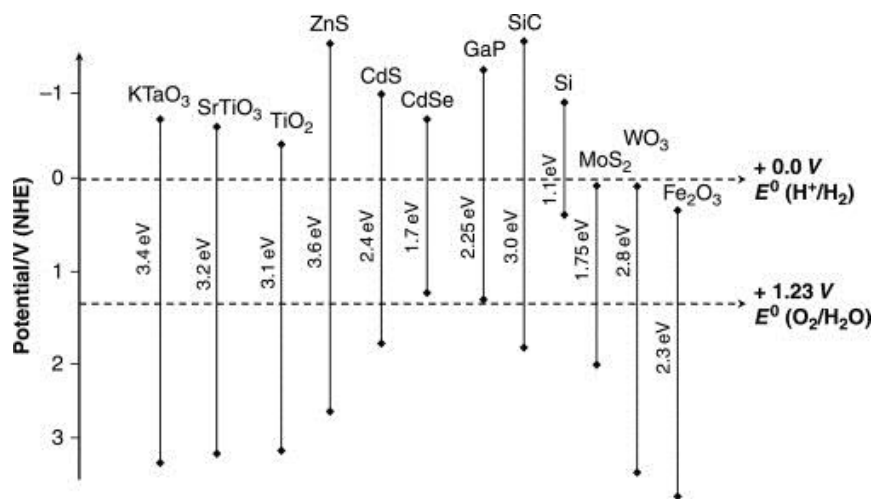 ZnS
SiC
GaP
CdS
KTaO₃
SrTiO₃
TiO₂
CdSe
Si
WO₃
MoS₂
Fe₂O₃
Potential/V (NHE)
−1
0
1
2
3
3.4 eV
3.2 eV
3.1 eV
3.6 eV
2.4 eV
1.7 eV
2.25 eV
3.0 eV
1.1 eV
1.75 eV
2.8 eV
2.3 eV
+ 0.0 V
E⁰ (H⁺/H₂)
+ 1.23 V
E⁰ (O₂/H₂O)